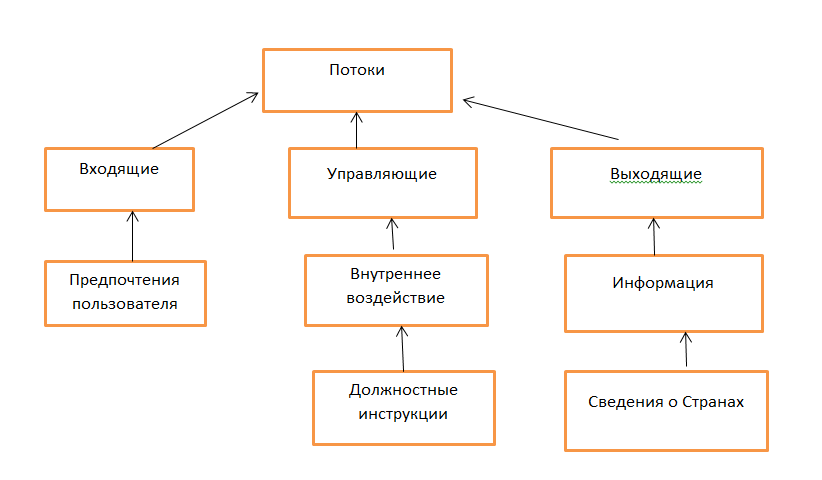 Потоки
Входящие
Управляющие
Выходящие
Предпочтения
пользователя
Внутреннее
воздействие
Информация
Должностные
инструкции
Сведения о Странах